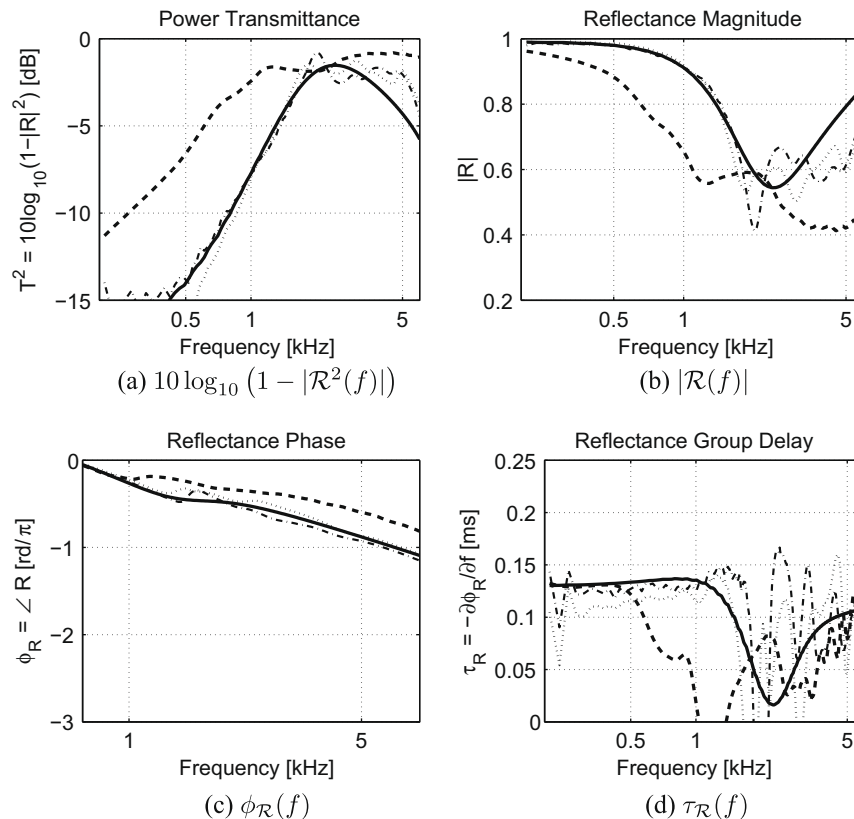 Power Transmittance
T² = 10log₁₀(1−|R|²) [dB]
0
−5
−10
−15
0.5 1 5
Frequency [kHz]
(a) 10 log₁₀ (1 − |ℛ²(f)|)
Reflectance Magnitude
|R|
1
0.8
0.6
0.4
0.2
1 5
Frequency [kHz]
(b) |ℛ(f)|
Reflectance Phase
ϕ_R = ∠ R [rd/π]
0
−1
−2
−3
1 5
Frequency [kHz]
(c) ϕ_ℛ(f)
Reflectance Group Delay
τ_R = −∂ϕ_R/∂f [ms]
0.25
0.2
0.15
0.1
0.05
0
0.5 1 5
Frequency [kHz]
(d) τ_ℛ(f)